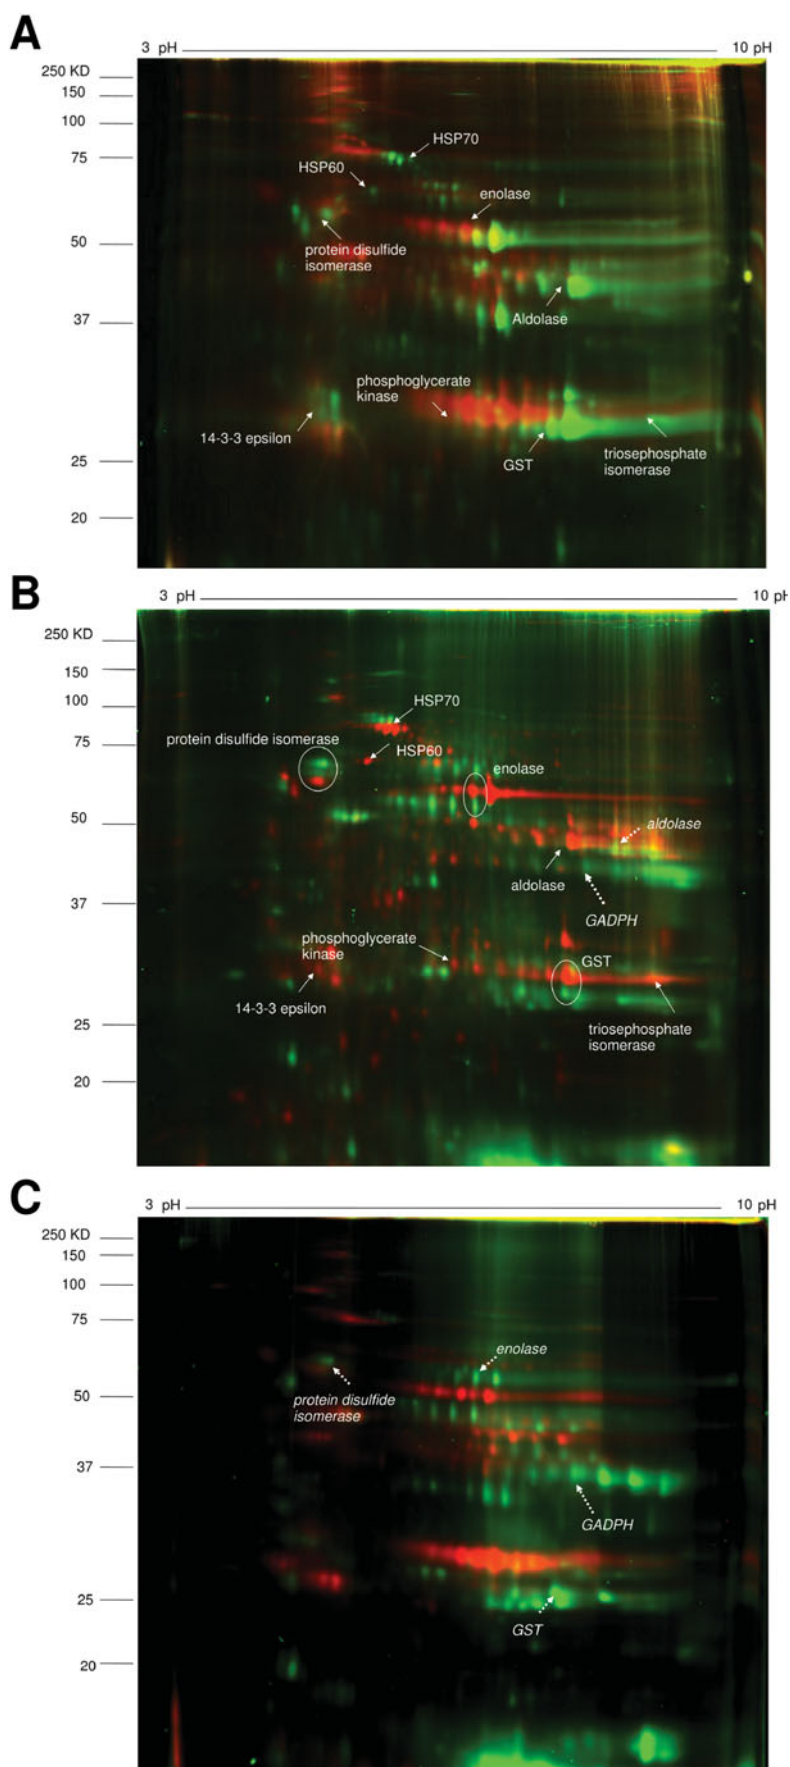 A
3 pH
10 pH
250 KD
150
100
75
50
37
25
20
HSP70
HSP60
enolase
protein disulfide
isomerase
Aldolase
phosphoglycerate
kinase
14-3-3 epsilon
GST
triosephosphate
isomerase
B
3 pH
10 pH
250 KD
150
100
75
50
37
25
20
HSP70
protein disulfide isomerase
HSP60
enolase
aldolase
aldolase
GADPH
phosphoglycerate
kinase
GST
14-3-3 epsilon
triosephosphate
isomerase
C
3 pH
10 pH
250 KD
150
100
75
50
37
25
20
enolase
protein disulfide
isomerase
GADPH
GST